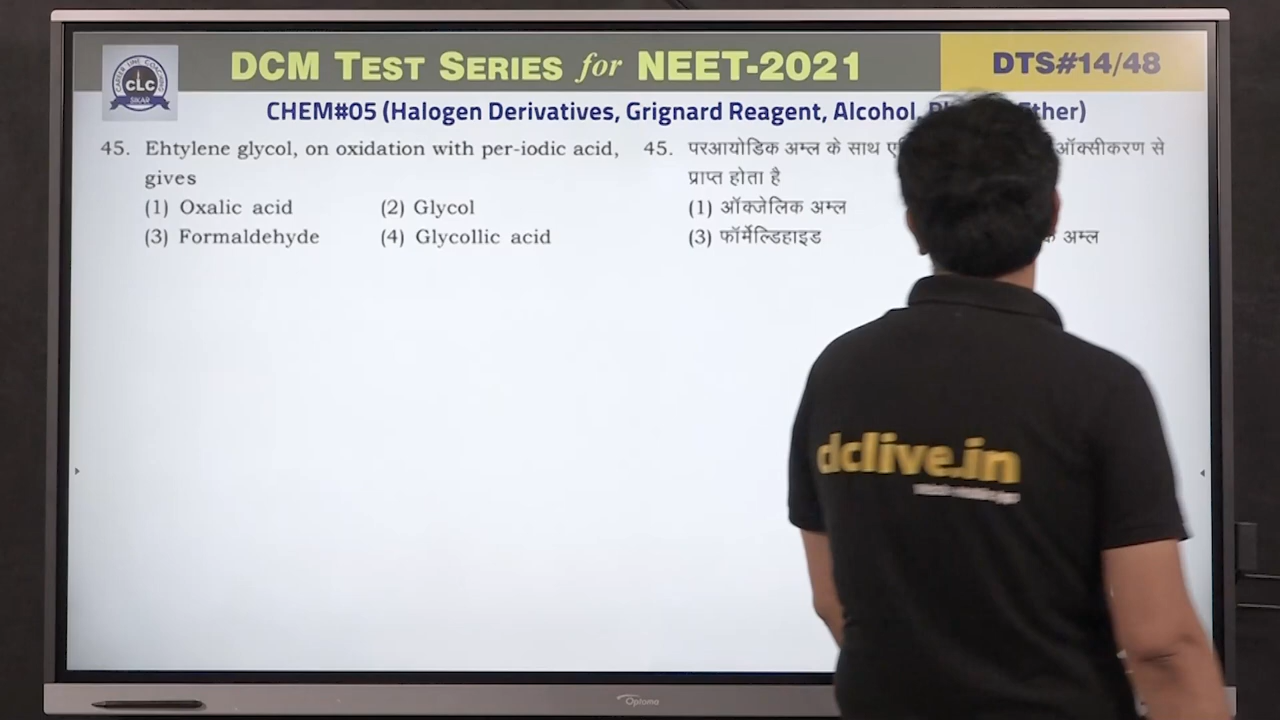 DCM TEST SERIES for NEET-2021
DTS#14/48
CLC
SIKAR
CHEM#05 (Halogen Derivatives, Grignard Reagent, Alcohol, Ether)
45. Ehtylene glycol, on oxidation with per-iodic acid,
gives
(1) Oxalic acid (2) Glycol
(3) Formaldehyde (4) Glycollic acid
45. परआयोडिक अम्ल के साथ ऑक्सीकरण से
प्राप्त होता है
(1) ऑक्जेलिक अम्ल
(3) फॉर्मेल्डिहाइड अम्ल
dclive.in
Optoma